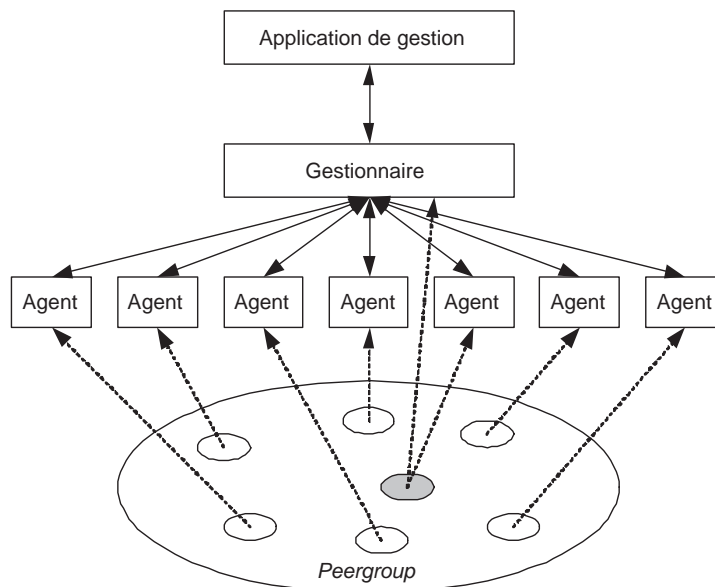 Application de gestion
Gestionnaire
Agent Agent Agent Agent Agent Agent Agent
Peergroup